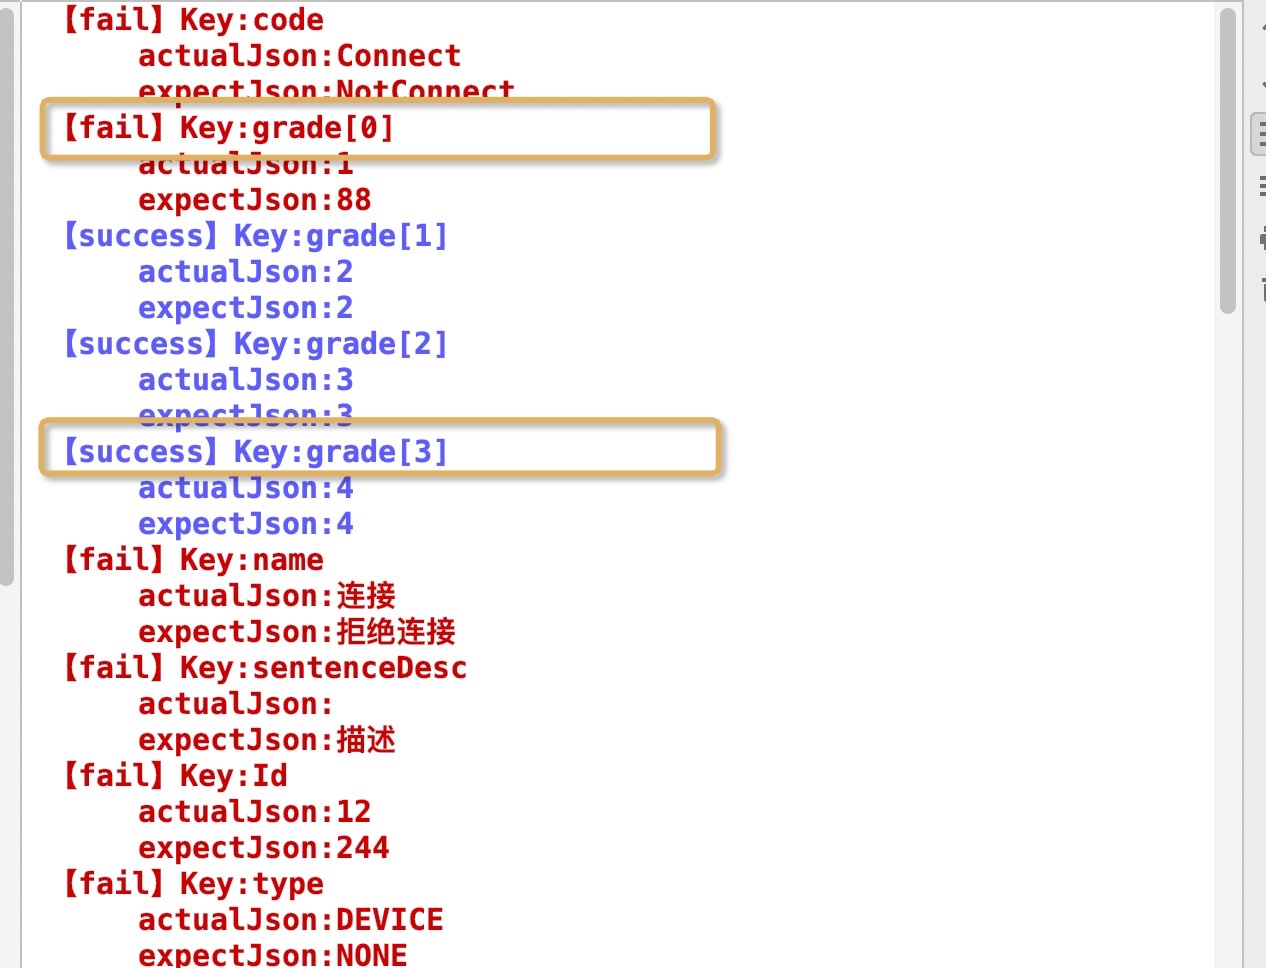 【fail】Key:code
actualJson:Connect
expectJson:NotConnect
【fail】Key:grade[0]
actualJson:1
expectJson:88
【success】Key:grade[1]
actualJson:2
expectJson:2
【success】Key:grade[2]
actualJson:3
expectJson:3
【success】Key:grade[3]
actualJson:4
expectJson:4
【fail】Key:name
actualJson:连接
expectJson:拒绝连接
【fail】Key:sentenceDesc
actualJson:
expectJson:描述
【fail】Key:Id
actualJson:12
expectJson:244
【fail】Key:type
actualJson:DEVICE
expectJson:NONE